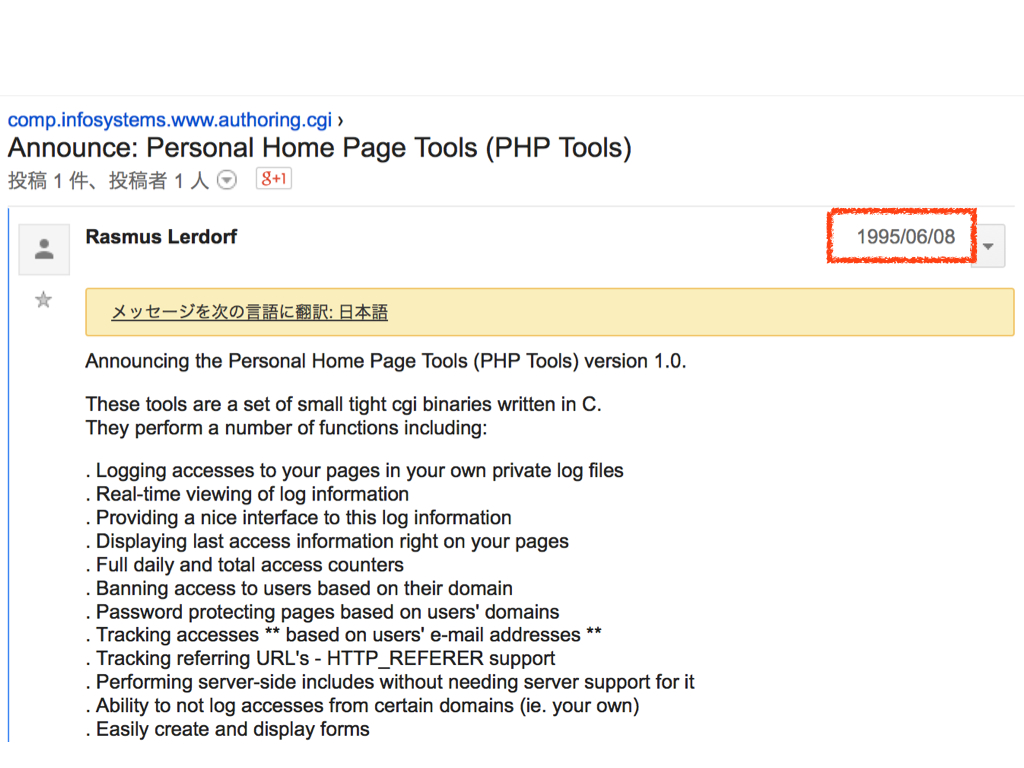 comp.infosystems.www.authoring.cgi ›
Announce: Personal Home Page Tools (PHP Tools)
投稿 1 件、投稿者 1 人 g+1
Rasmus Lerdorf 1995/06/08
メッセージを次の言語に翻訳: 日本語
Announcing the Personal Home Page Tools (PHP Tools) version 1.0.
These tools are a set of small tight cgi binaries written in C.
They perform a number of functions including:
. Logging accesses to your pages in your own private log files
. Real-time viewing of log information
. Providing a nice interface to this log information
. Displaying last access information right on your pages
. Full daily and total access counters
. Banning access to users based on their domain
. Password protecting pages based on users' domains
. Tracking accesses ** based on users' e-mail addresses **
. Tracking referring URL's - HTTP_REFERER support
. Performing server-side includes without needing server support for it
. Ability to not log accesses from certain domains (ie. your own)
. Easily create and display forms